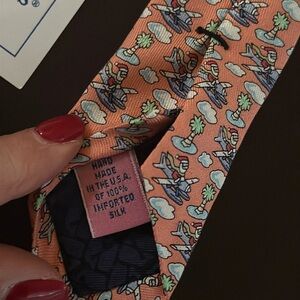 HAND
MADE
IN THE U.S.A.
OF 100%
IMPORTED
SILK